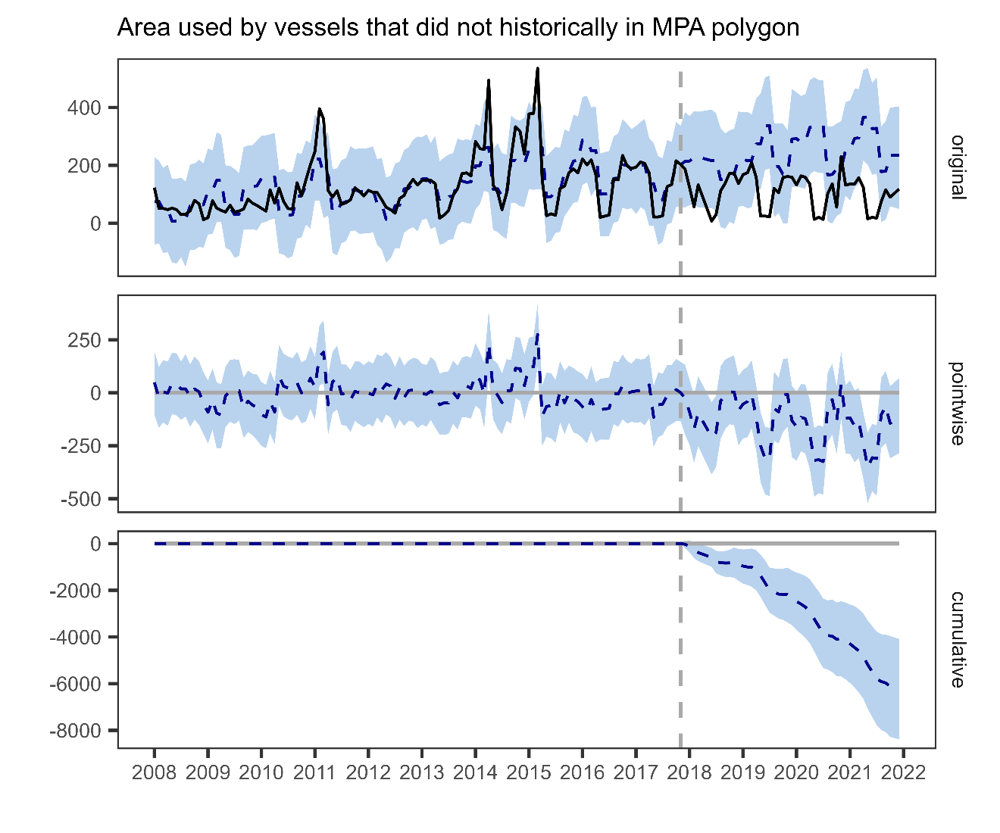 Area used by vessels that did not historically in MPA polygon
400
200
0
original
250
0
-250
-500
pointwise
0
-2000
-4000
-6000
-8000
cumulative
2008 2009 2010 2011 2012 2013 2014 2015 2016 2017 2018 2019 2020 2021 2022